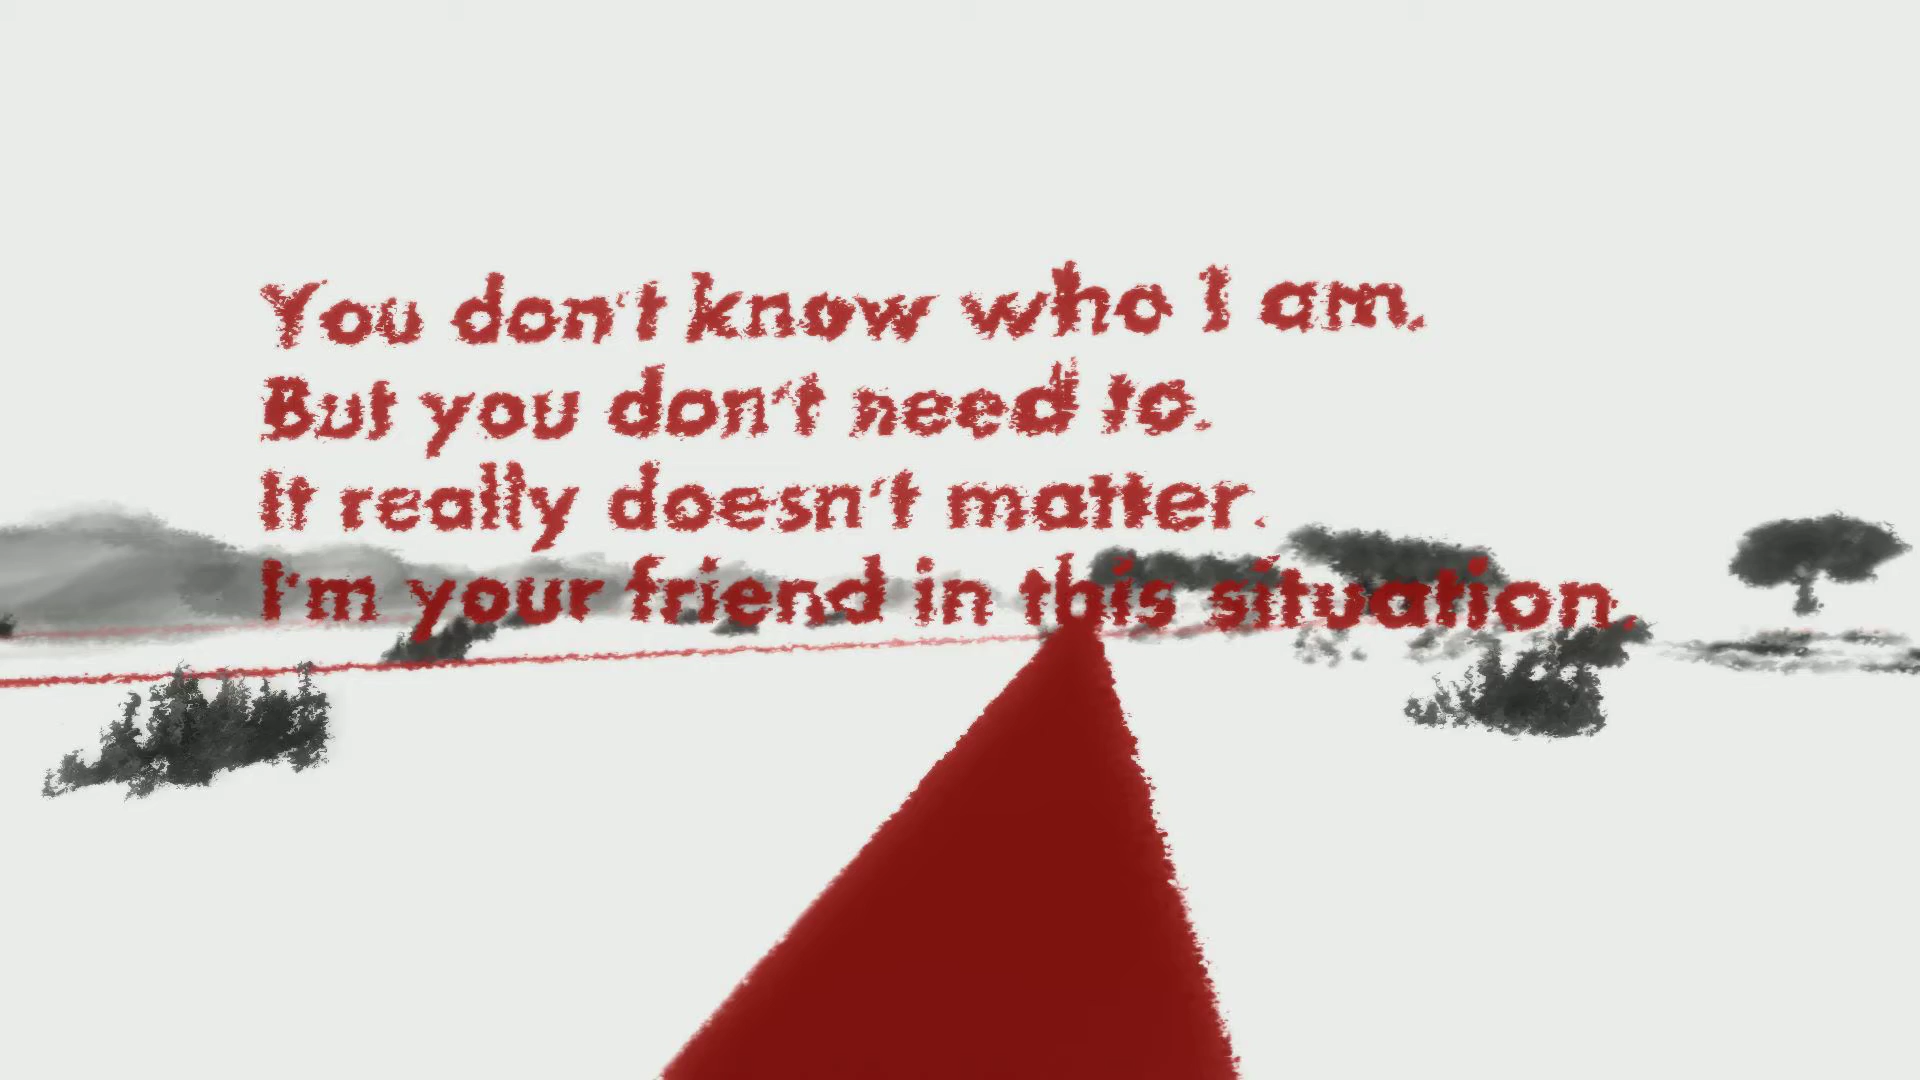 You don't know who I am.
But you don't need to.
It really doesn't matter.
I'm your friend in this situation.